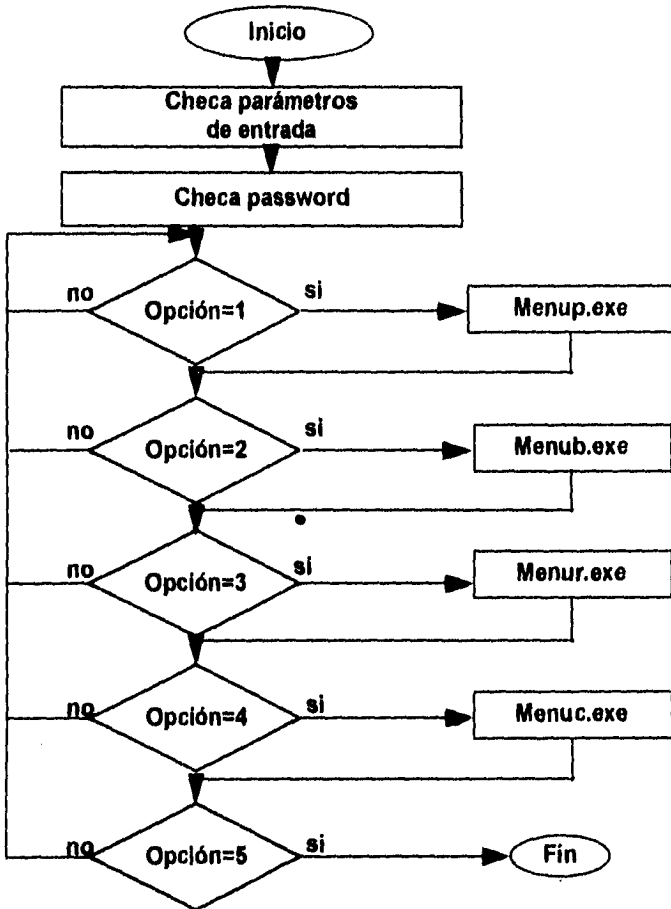 Inicio
Checa parámetros
de entrada
Checa password
no
Opción=1
si
Menup.exe
no
Opción=2
si
Menub.exe
no
Opción=3
si
Menur.exe
no
Opción=4
si
Menuc.exe
no
Opción=5
si
Fín